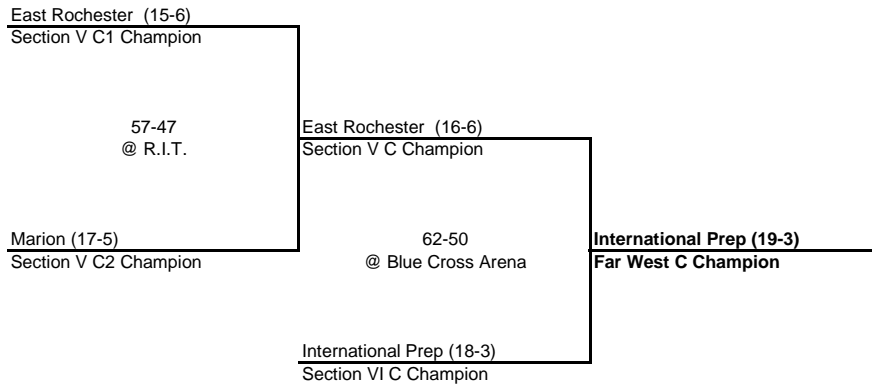 East Rochester  (15-6)
Section V C1 Champion
57-47
@ R.I.T.
East Rochester  (16-6)
Section V C Champion
Marion (17-5)
Section V C2 Champion
62-50
@ Blue Cross Arena
International Prep (19-3)
Far West C Champion
International Prep (18-3)
Section VI C Champion